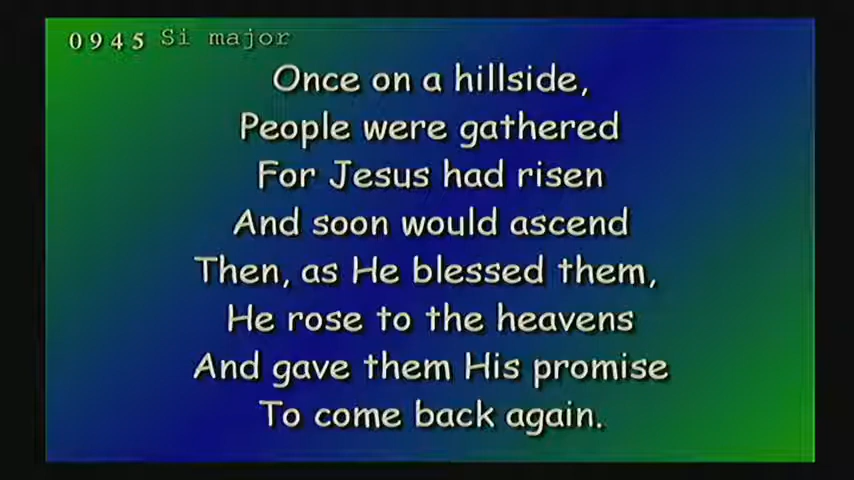 0945 Si major
Once on a hillside,
People were gathered
For Jesus had risen
And soon would ascend
Then, as He blessed them,
He rose to the heavens
And gave them His promise
To come back again.